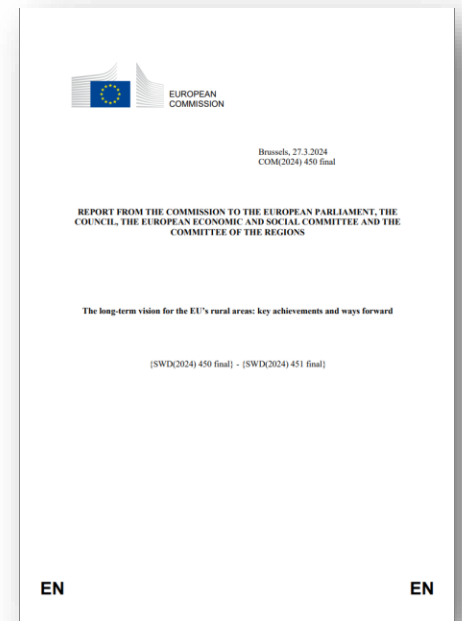 EUROPEAN
COMMISSION
Brussels, 27.3.2024
COM(2024) 450 final
REPORT FROM THE COMMISSION TO THE EUROPEAN PARLIAMENT, THE
COUNCIL, THE EUROPEAN ECONOMIC AND SOCIAL COMMITTEE AND THE
COMMITTEE OF THE REGIONS
The long-term vision for the EU's rural areas: key achievements and ways forward
{SWD(2024) 450 final} - {SWD(2024) 451 final}
EN
EN